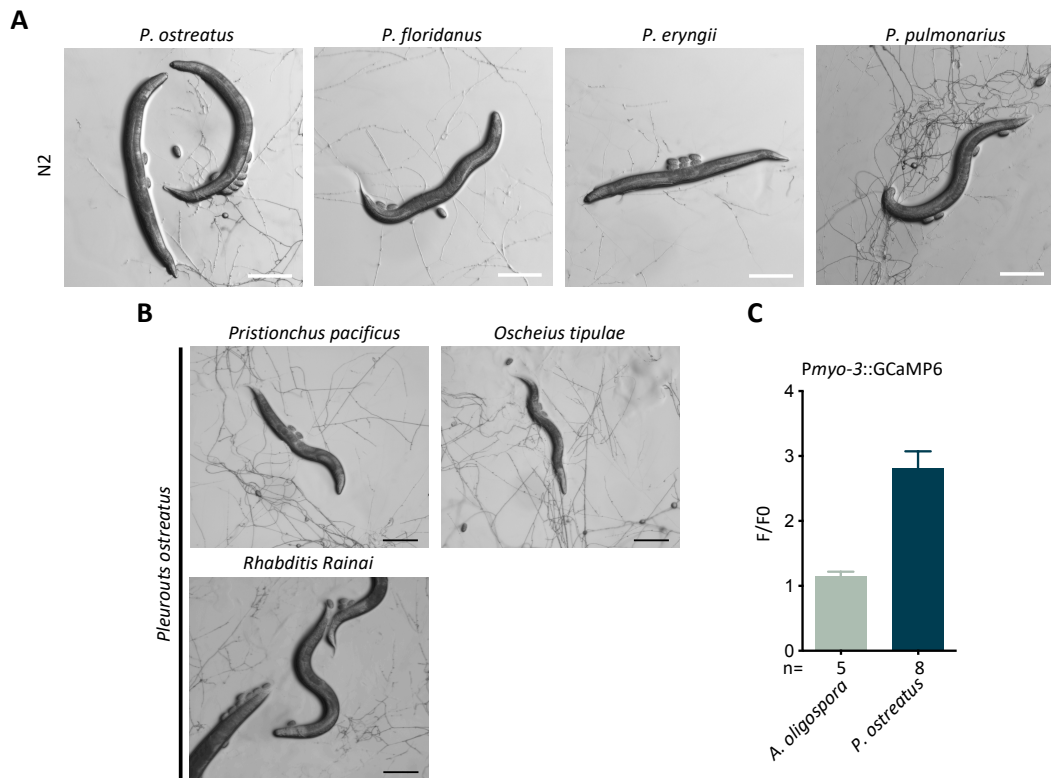 A
P. ostreatus
P. floridanus
P. eryngii
P. pulmonarius
N2
B
Pristionchus pacificus
Oscheius tipulae
Pleurouts ostreatus
Rhabditis Rainai
C
Pmyo-3::GCaMP6
F/F0
4
3
2
1
0
n= 5 8
A. oligospora
P. ostreatus